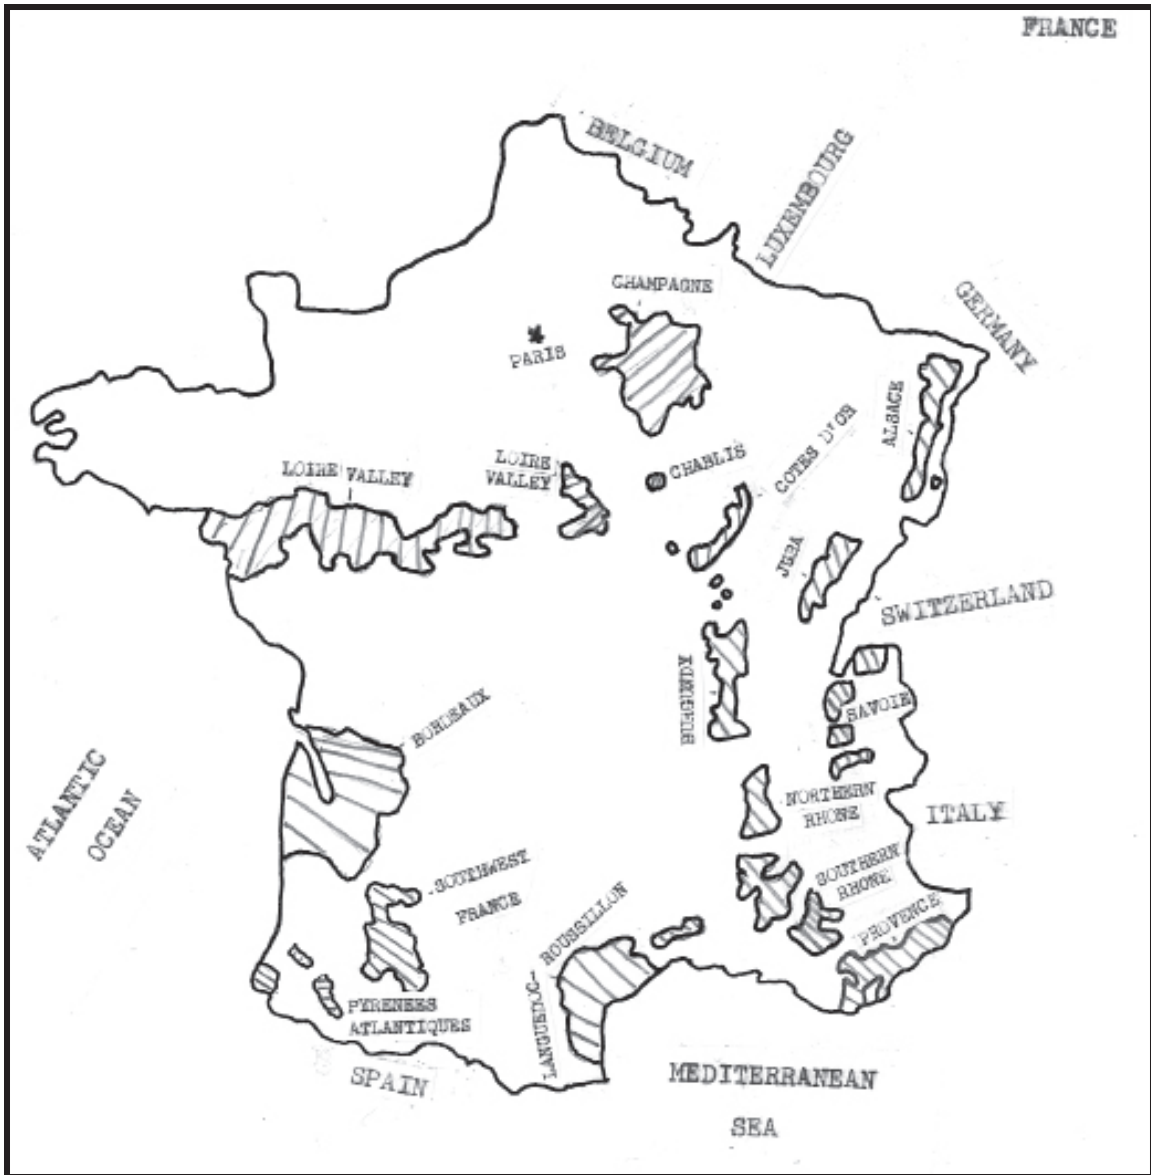 FRANCE
BELGIUM
LUXEMBOURG
CHAMPAGNE
GERMANY
PARIS
ALSACE
COTES D'OR
CHABLIS
LOIRE VALLEY
LOIRE
VALLEY
JURA
SWITZERLAND
BURGUNDY
SAVOIE
BORDEAUX
ATLANTIC
OCEAN
NORTHERN
RHONE
ITALY
SOUTHERN
RHONE
SOUTHWEST
FRANCE
PROVENCE
LANGUEDOC-
ROUSSILLON
PYRENEES
ATLANTIQUES
SPAIN
MEDITERRANEAN
SEA